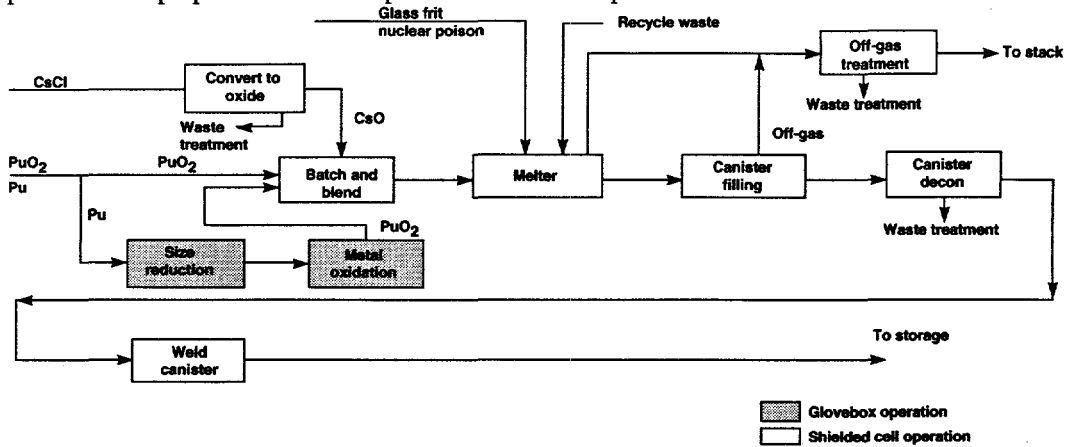 Glass frit
nuclear poison
Recycle waste
Off-gas
treatment
To stack
Waste treatment
CsCl
Convert to
oxide
Waste
treatment
CsO
Off-gas
PuO2
Pu
PuO2
Batch and
blend
Melter
Canister
filling
Canister
decon
Waste treatment
Pu
PuO2
Size
reduction
Metal
oxidation
Weld
canister
To storage
Glovebox operation
Shielded cell operation